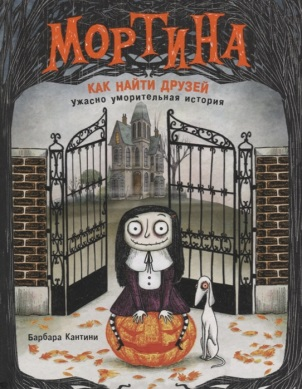 МОРТИНА
КАК НАЙТИ ДРУЗЕЙ
Ужасно уморительная история
Барбара Кантини